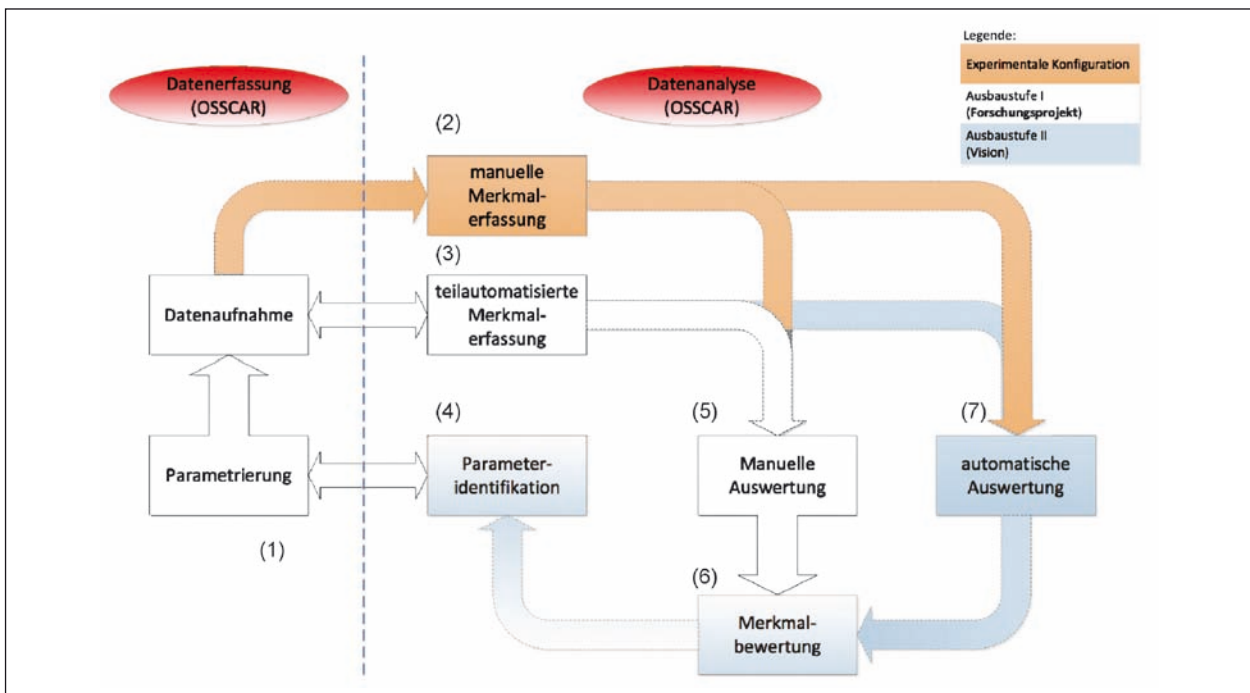 Legende:
Experimentale Konfiguration
Ausbaustufe I
(Forschungsprojekt)
Ausbaustufe II
(Vision)
Datenerfassung
(OSSCAR)
Datenanalyse
(OSSCAR)
(2)
manuelle
Merkmal-
erfassung
(3)
Datenaufnahme
teilautomatisierte
Merkmal-
erfassung
(4)
(5)
(7)
Parametrierung
Parameter-
identifikation
Manuelle
Auswertung
automatische
Auswertung
(1)
(6)
Merkmal-
bewertung